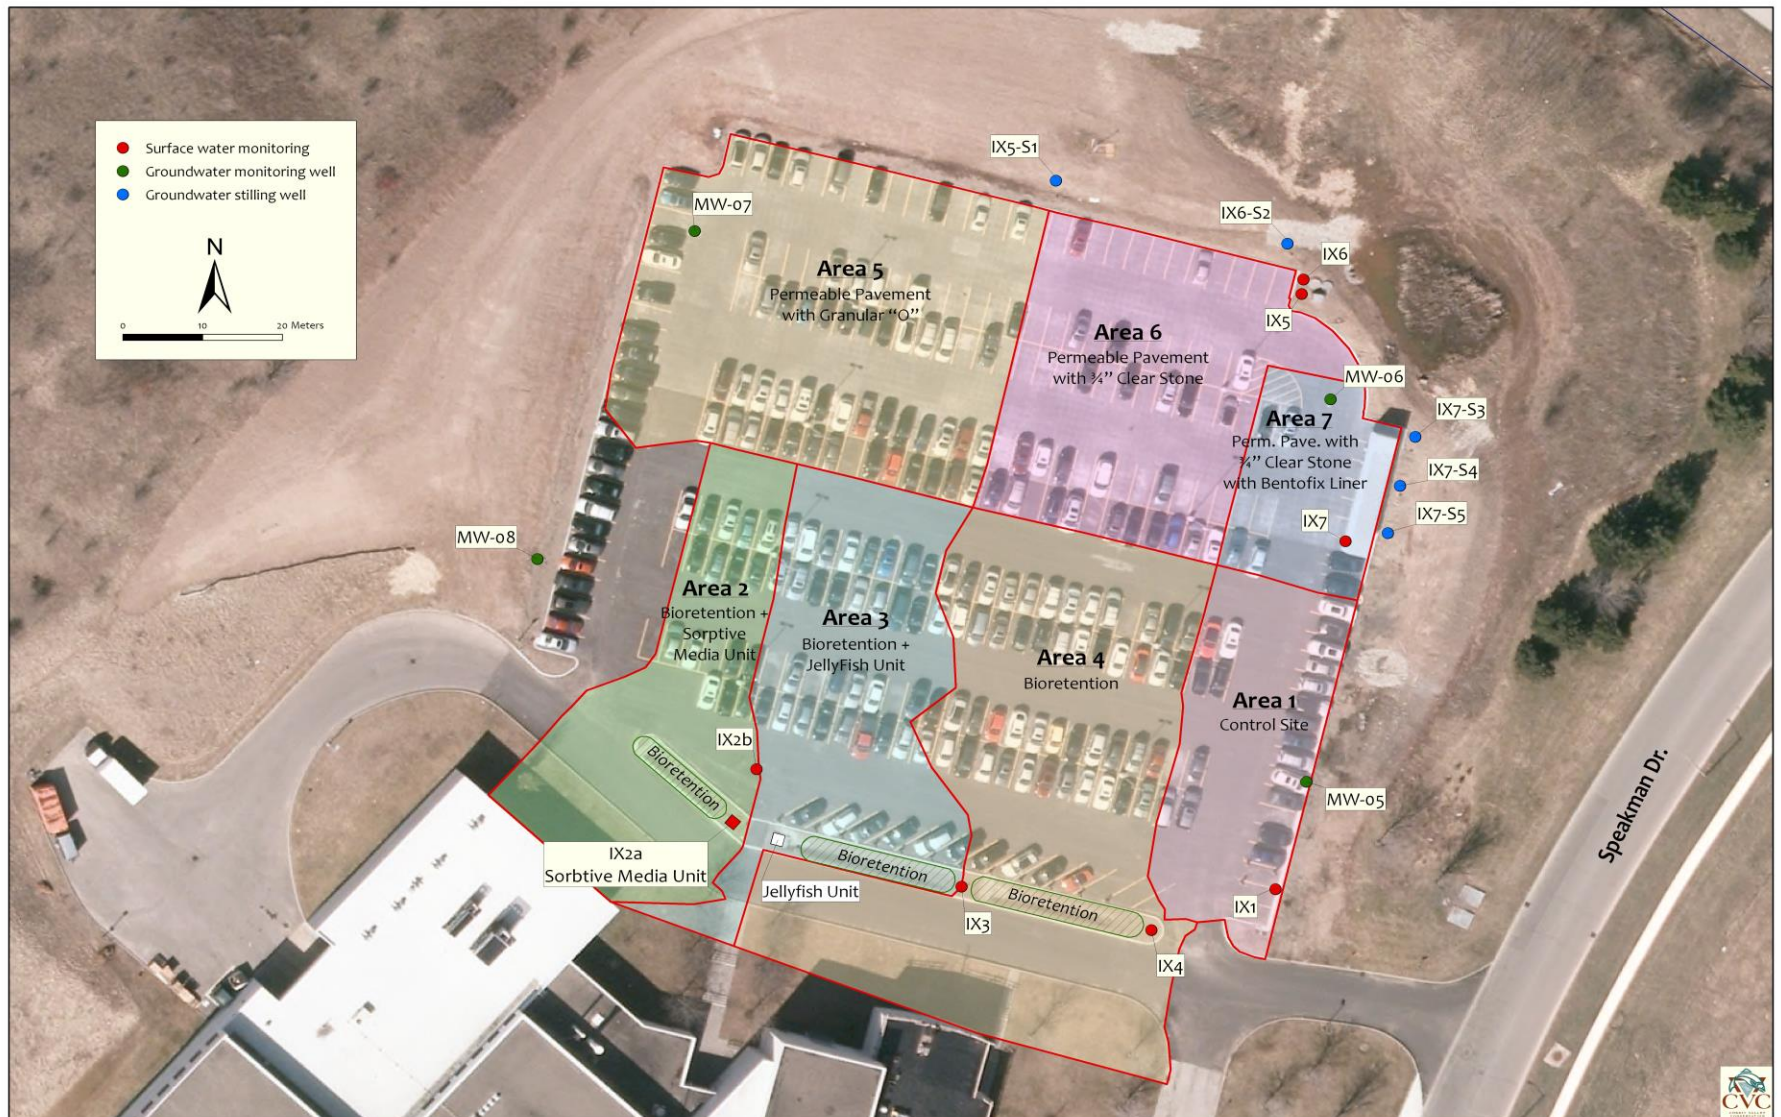 Surface water monitoring
Groundwater monitoring well
Groundwater stilling well
N
0 10 20 Meters
IX5-S1
MW-07
IX6-S2
IX6
Area 5
Permeable Pavement
with Granular “O”
IX5
Area 6
Permeable Pavement
with ¾” Clear Stone
MW-06
IX7-S3
Area 7
Perm. Pave. with
¾” Clear Stone
with Bentofix Liner
IX7-S4
IX7
IX7-S5
MW-08
Area 2
Bioretention +
Sorptive
Media Unit
Area 3
Bioretention +
JellyFish Unit
Area 4
Bioretention
Area 1
Control Site
IX2b
Bioretention
MW-05
Speakman Dr.
IX2a
Sorbtive Media Unit
Jellyfish Unit
Bioretention
Bioretention
IX3
IX1
IX4
CVC